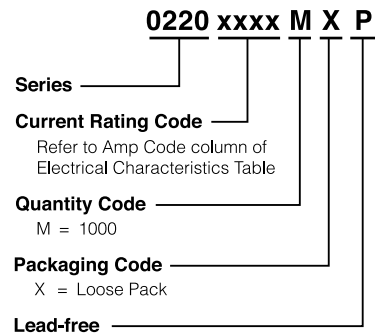 0220 xxxx M X P
Series
Current Rating Code
Refer to Amp Code column of
Electrical Characteristics Table
Quantity Code
M = 1000
Packaging Code
X = Loose Pack
Lead-free